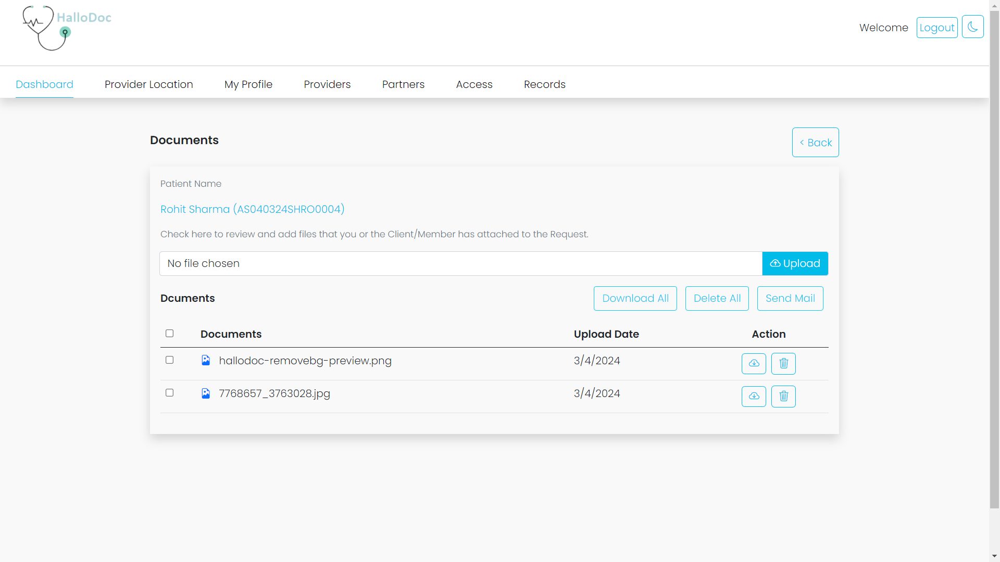 HalloDoc
Welcome Logout
Dashboard Provider Location My Profile Providers Partners Access Records
Documents
< Back
Patient Name
Rohit Sharma (AS040324SHRO0004)
Check here to review and add files that you or the Client/Member has attached to the Request.
No file chosen Upload
Dcuments Download All Delete All Send Mail
Documents Upload Date Action
hallodoc-removebg-preview.png 3/4/2024
7768657_3763028.jpg 3/4/2024